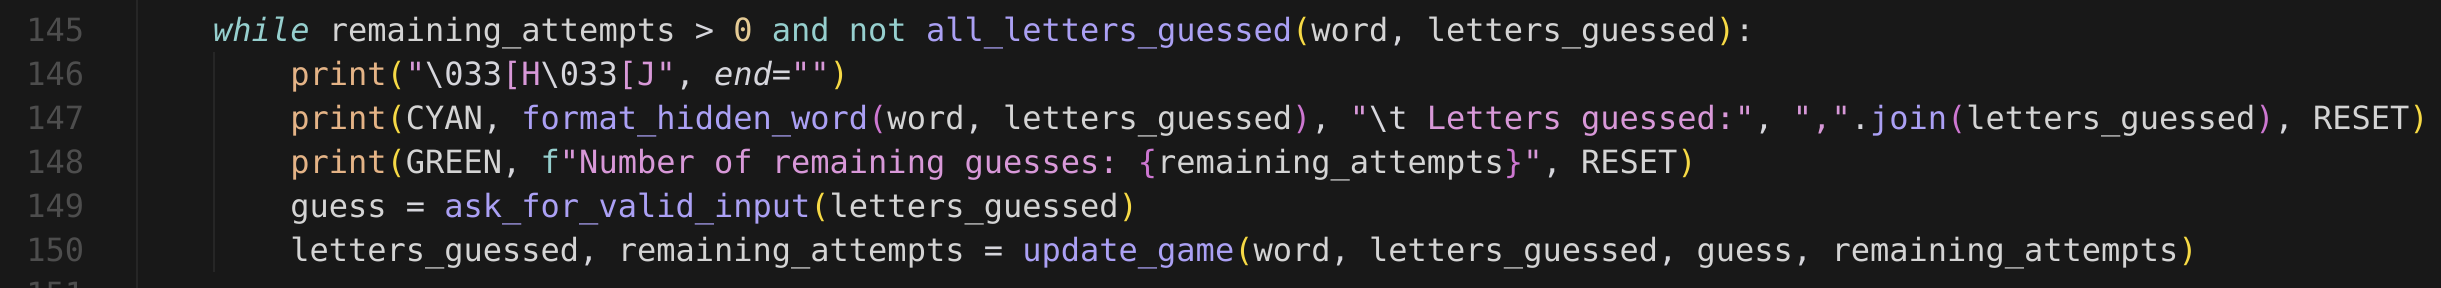 145 while remaining_attempts > 0 and not all_letters_guessed(word, letters_guessed):
146 print("\033[H\033[J", end="")
147 print(CYAN, format_hidden_word(word, letters_guessed), "\t Letters guessed:", ",".join(letters_guessed), RESET)
148 print(GREEN, f"Number of remaining guesses: {remaining_attempts}", RESET)
149 guess = ask_for_valid_input(letters_guessed)
150 letters_guessed, remaining_attempts = update_game(word, letters_guessed, guess, remaining_attempts)
151